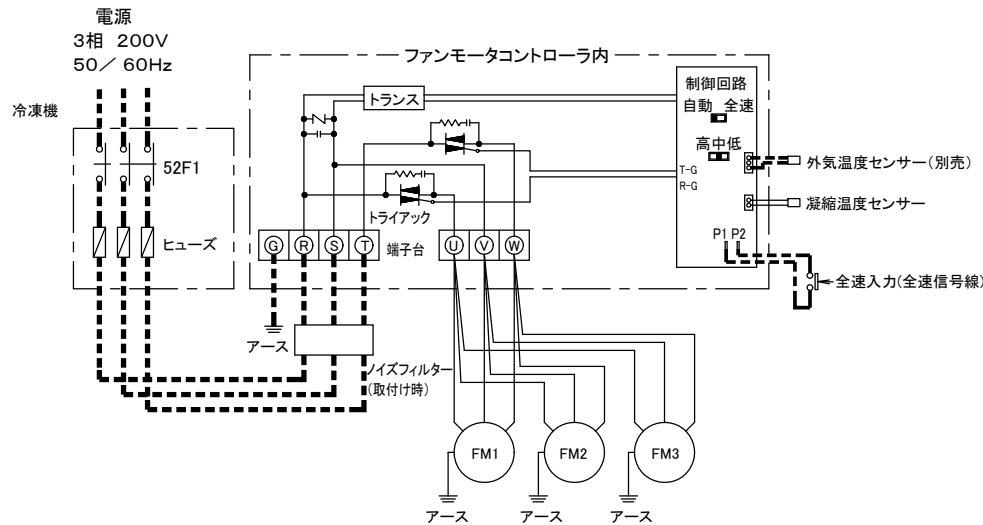 電源
3相 200V
50／60Hz
冷凍機
52F1
ヒューズ
ファンモータコントローラ内
トランス
トライアック
制御回路
自動 全速
高中低
T-G
R-G
P1 P2
外気温度センサー(別売)
凝縮温度センサー
全速入力(全速信号線)
G R S T
端子台
U V W
アース
ノイズフィルター
(取付け時)
FM1
FM2
FM3
アース
アース
アース